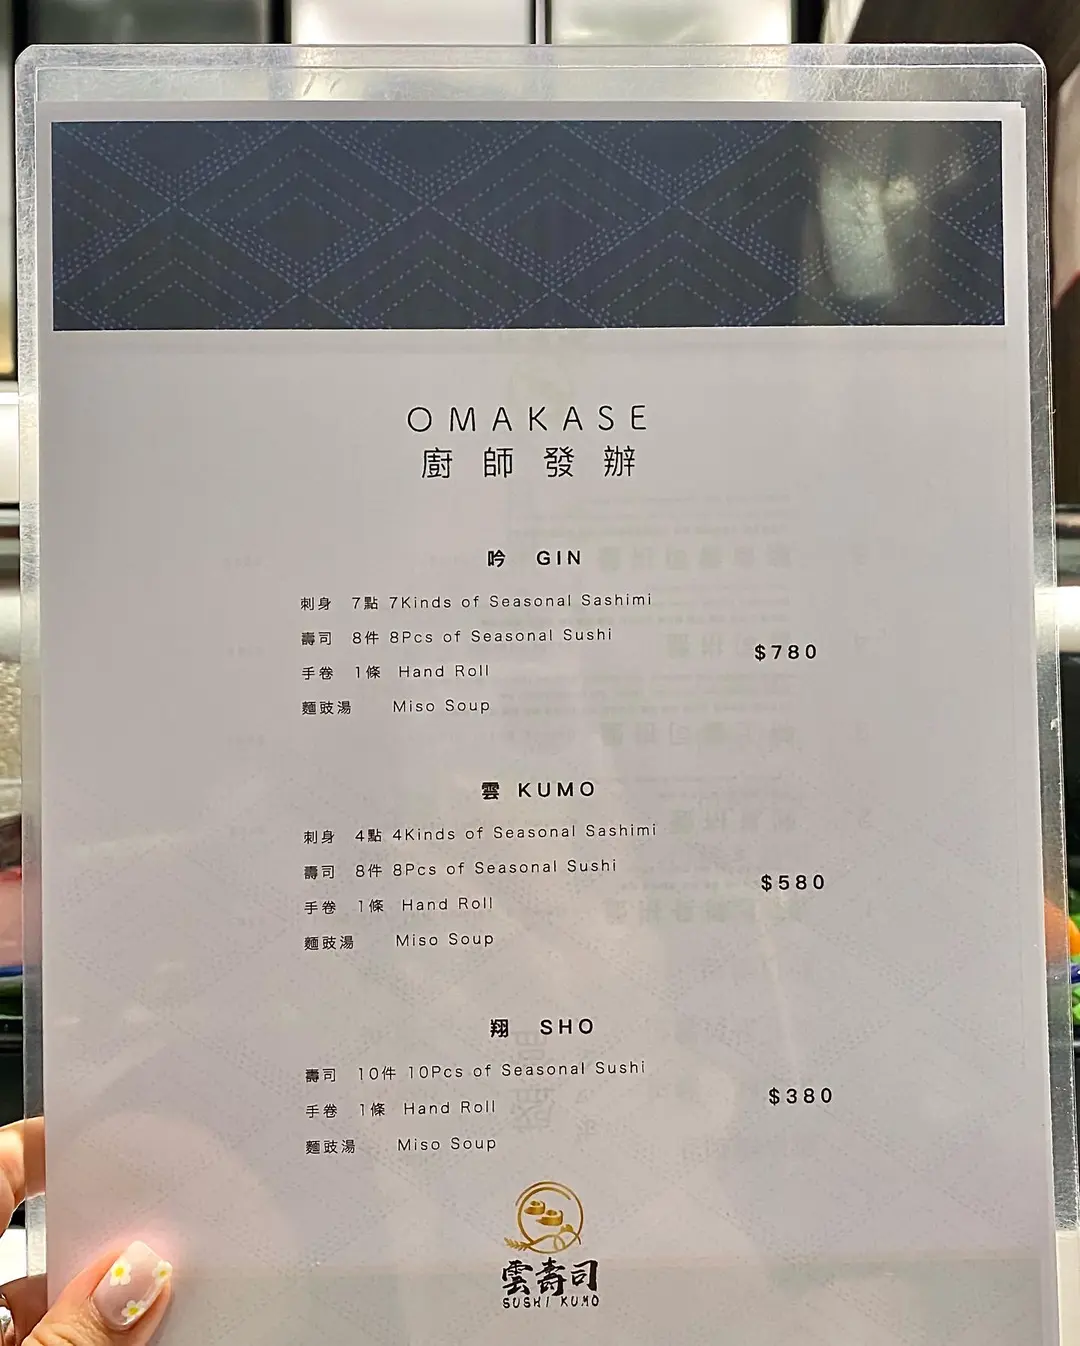 OMAKASE
廚師發辦
吟 GIN
刺身 7點 7Kinds of Seasonal Sashimi
壽司 8件 8Pcs of Seasonal Sushi
$780
手卷 1條 Hand Roll
麵豉湯 Miso Soup
雲 KUMO
刺身 4點 4Kinds of Seasonal Sashimi
壽司 8件 8Pcs of Seasonal Sushi
$580
手卷 1條 Hand Roll
麵豉湯 Miso Soup
翔 SHO
壽司 10件 10Pcs of Seasonal Sushi
$380
手卷 1條 Hand Roll
麵豉湯 Miso Soup
雲壽司
SUSHI KUMO